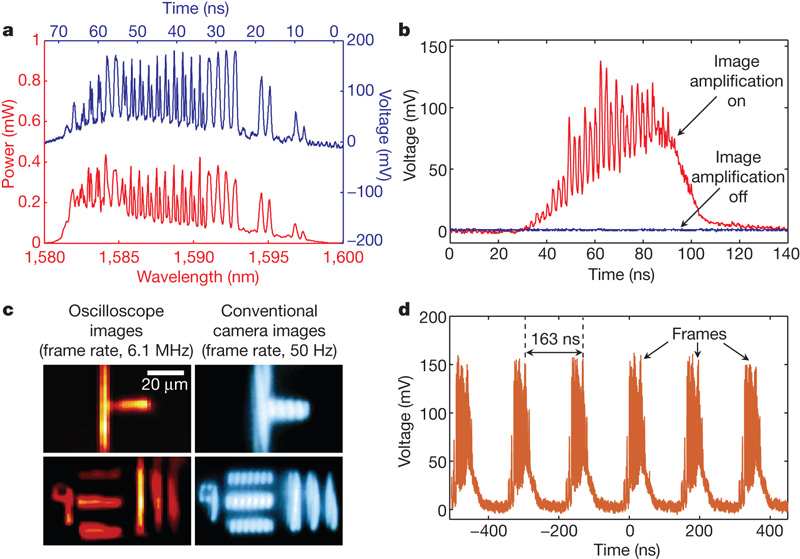 a
Time (ns)
70 60 50 40 30 20 10 0
1
0.8
0.6
0.4
0.2
0
Power (mW)
200
100
0
−100
−200
Voltage (mV)
1,580 1,585 1,590 1,595 1,600
Wavelength (nm)
b
150
100
50
0
Voltage (mV)
Image
amplification
on
Image
amplification
off
0 20 40 60 80 100 120 140
Time (ns)
c
Oscilloscope
images
(frame rate, 6.1 MHz)
Conventional
camera images
(frame rate, 50 Hz)
20 μm
d
200
150
100
50
0
Voltage (mV)
163 ns
Frames
−400 −200 0 200 400
Time (ns)